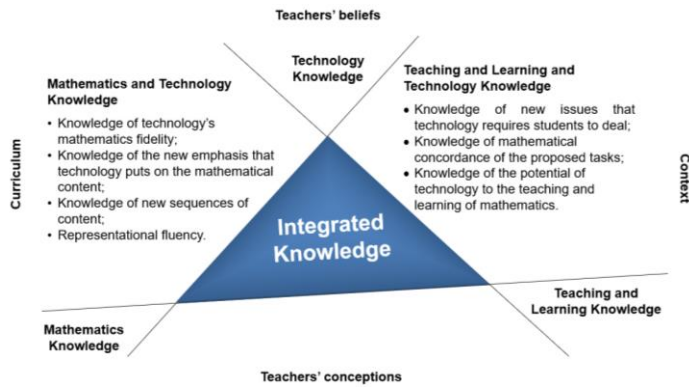 Teachers' beliefs
Technology
Knowledge
Mathematics and Technology
Knowledge
• Knowledge of technology's
mathematics fidelity;
• Knowledge of the new emphasis that
technology puts on the mathematical
content;
• Knowledge of new sequences of
content;
• Representational fluency.
Teaching and Learning and
Technology Knowledge
• Knowledge of new issues that
technology requires students to deal;
• Knowledge of mathematical
concordance of the proposed tasks;
• Knowledge of the potential of
technology to the teaching and
learning of mathematics.
Curriculum
Context
Integrated
Knowledge
Mathematics
Knowledge
Teaching and
Learning Knowledge
Teachers' conceptions